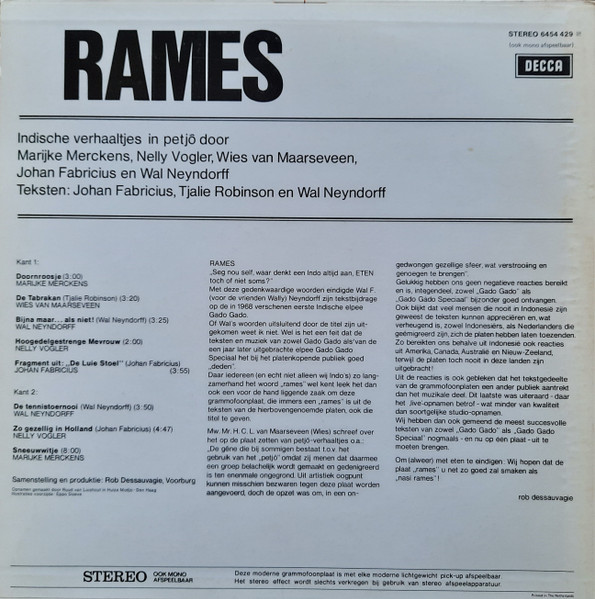 RAMES
STEREO 6454 429
(ook mono afspeelbaar)
DECCA
Indische verhaaltjes in petjō door
Marijke Merckens, Nelly Vogler, Wies van Maarseveen,
Johan Fabricius en Wal Neyndorff
Teksten: Johan Fabricius, Tjalie Robinson en Wal Neyndorff
Kant 1:
Doornroosje (3:00)
MARIJKE MERCKENS
De Tabrakan (Tjalie Robinson) (3:20)
WIES VAN MAARSEVEEN
Bijna maar... als niet! (Wal Neyndorff) (3:25)
WAL NEYNDORFF
Hoogedelgestrenge Mevrouw (2:00)
NELLY VOGLER
Fragment uit: „De Luie Stoel" (Johan Fabricius)
JOHAN FABRICIUS (3:55)
Kant 2:
De tennistoernooi (Wal Neyndorff) (3:50)
WAL NEYNDORFF
Zo gezellig in Holland (Johan Fabricius) (4:47)
NELLY VOGLER
Sneeuwwitje (8:00)
MARIJKE MERCKENS
Samenstelling en produktie: Rob Dessauvagie, Voorburg
RAMES
„Seg nou self, waar denkt een Indo altijd aan, ETEN
toch of niet soms?"
Met deze gedenkwaardige woorden eindigde Wal F.
(voor de vrienden Wally) Neyndorff zijn tekstbijdrage
op de in 1968 verschenen eerste Indische elpee
Gado Gado.
Of Wal's woorden uitsluitend door de titel zijn uit-
gekomen weet ik niet. Wel is het een feit dat de
teksten en muziek van zowel Gado Gado als van de
een jaar later uitgebrachte elpee Gado Gado
Speciaal het bij het platenkopende publiek goed
„deden".
Daar iedereen (en echt niet alleen wij Indo's) zo lang-
zamerhand het woord „rames" wel kent leek het dan
ook een voor de hand liggende zaak om deze
grammofoonplaat, die immers een „rames" is uit de
teksten van de hierbovengenoemde platen, ook die
titel te geven.
Mw. Mr. H. C. L. van Maarseveen (Wies) schreef over
het op de plaat zetten van petjō-verhaaltjes o.a.:
„De gêne die bij sommigen bestaat t.o.v. het
gebruik van het „petjō" omdat zij menen dat daarmee
een groep belachelijk wordt gemaakt en gedenigreerd
is ten enenmale ongegrond. Uit artistiek oogpunt
kunnen misschien bezwaren tegen deze plaat worden
aangevoerd, doch de opzet was om, in een on-
gedwongen gezellige sfeer, wat verstrooiing en
genoegen te brengen".
Gelukkig hebben ons geen negatieve reacties bereikt
en is, integendeel, zowel „Gado Gado" als
„Gado Gado Speciaal" bijzonder goed ontvangen.
Ook blijkt dat veel mensen die nooit in Indonesië zijn
geweest de teksten kunnen appreciëren en, wat
verheugend is, zowel Indonesiërs, als Nederlanders die
geëmigreerd zijn, zich de platen hebben laten toezenden.
Zo bereikten ons behalve uit Indonesië ook reacties
uit Amerika, Canada, Australië en Nieuw-Zeeland,
terwijl de platen toch nooit in deze landen zijn
uitgebracht!
Uit de reacties is ook gebleken dat het tekstgedeelte
van de grammofoonplaten een ander publiek aantrekt
dan het muzikale deel. Dit laatste was uiteraard - daar
het 'live'-opnamen betrof - wat minder van kwaliteit
dan soortgelijke studio-opnamen.
Wij hebben dan ook gemeend de meest succesvolle
teksten van zowel „Gado Gado" als „Gado Gado
Speciaal" nogmaals - en nu op één plaat - uit te
moeten brengen.
Om (alweer) met eten te eindigen: Wij hopen dat de
plaat „rames" u net zo goed zal smaken als
„nasi rames"!
rob dessauvagie
STEREO OOK MONO
AFSPEELBAAR
Deze moderne grammofoonplaat is met elke moderne lichtgewicht pick-up afspeelbaar
Het stereo effect wordt slechts verkregen bij gebruik van stereo afspeelapparatuur.
Printed in The Netherlands